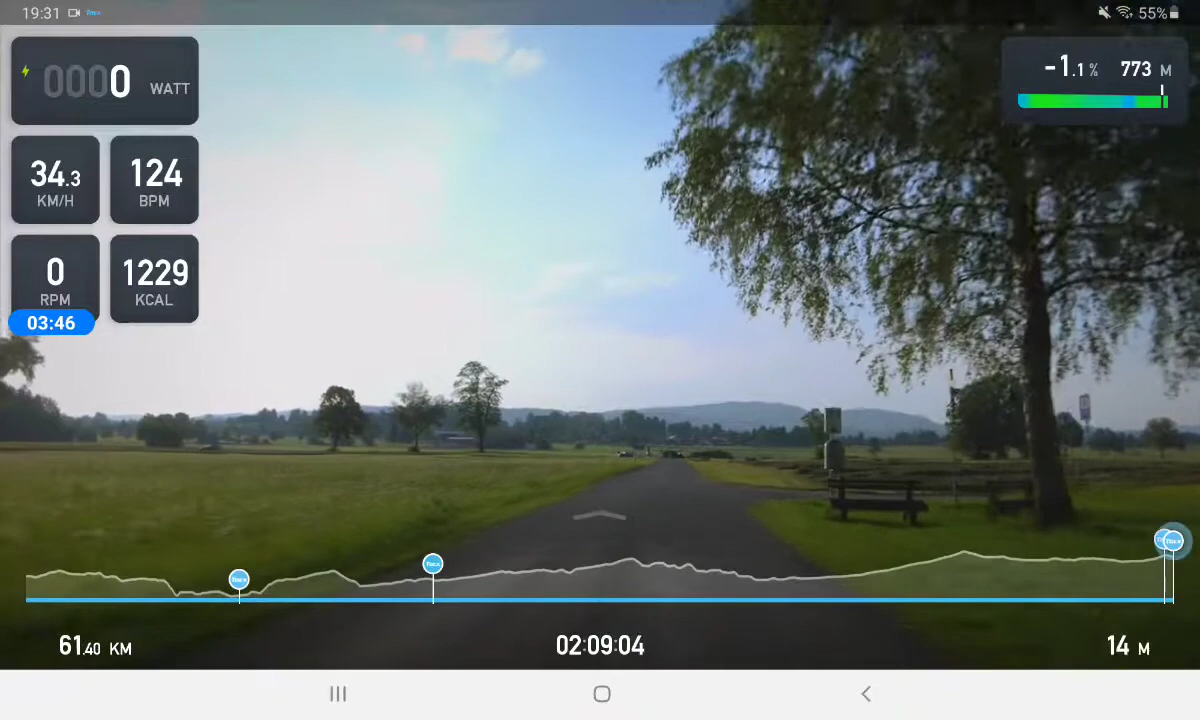 19:31
55%
0000 WATT
-1.1 % 773 M
34.3 KM/H
124 BPM
0 RPM
1229 KCAL
03:46
61.40 KM
02:09:04
14 M